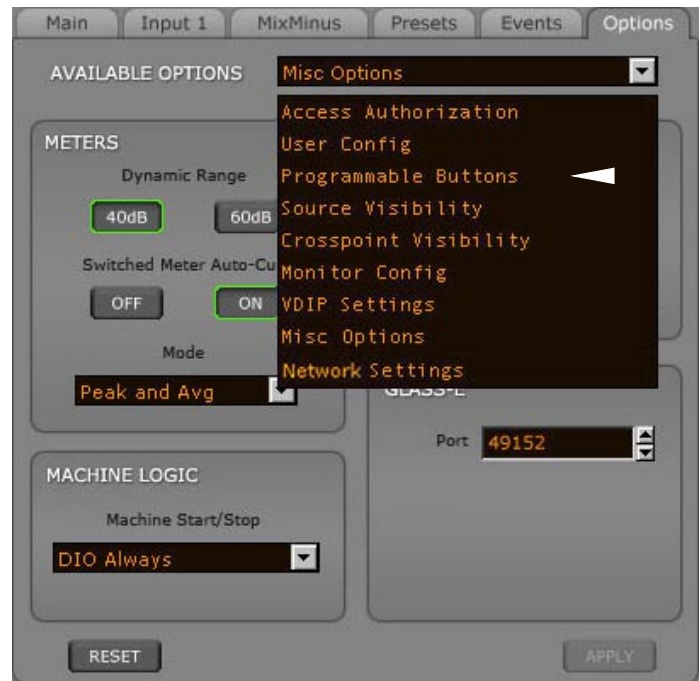 Main Input 1 MixMinus Presets Events Options
AVAILABLE OPTIONS Misc Options
Access Authorization
User Config
Programmable Buttons
Source Visibility
Crosspoint Visibility
Monitor Config
VDIP Settings
Misc Options
Network Settings
METERS
Dynamic Range
40dB 60dB
Switched Meter
OFF ON
Mode
Peak and Avg
Port 49152
MACHINE LOGIC
Machine Start/Stop
DIO Always
RESET APPLY